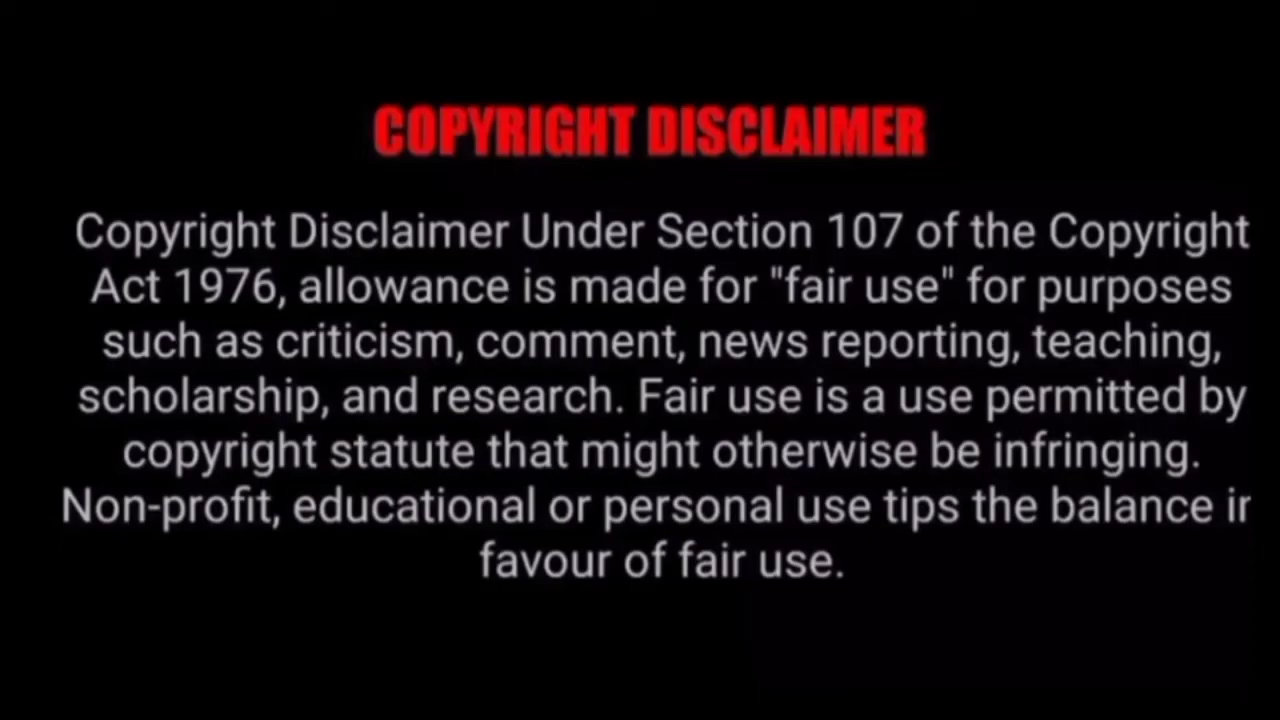 COPYRIGHT DISCLAIMER
Copyright Disclaimer Under Section 107 of the Copyright
Act 1976, allowance is made for "fair use" for purposes
such as criticism, comment, news reporting, teaching,
scholarship, and research. Fair use is a use permitted by
copyright statute that might otherwise be infringing.
Non-profit, educational or personal use tips the balance in
favour of fair use.